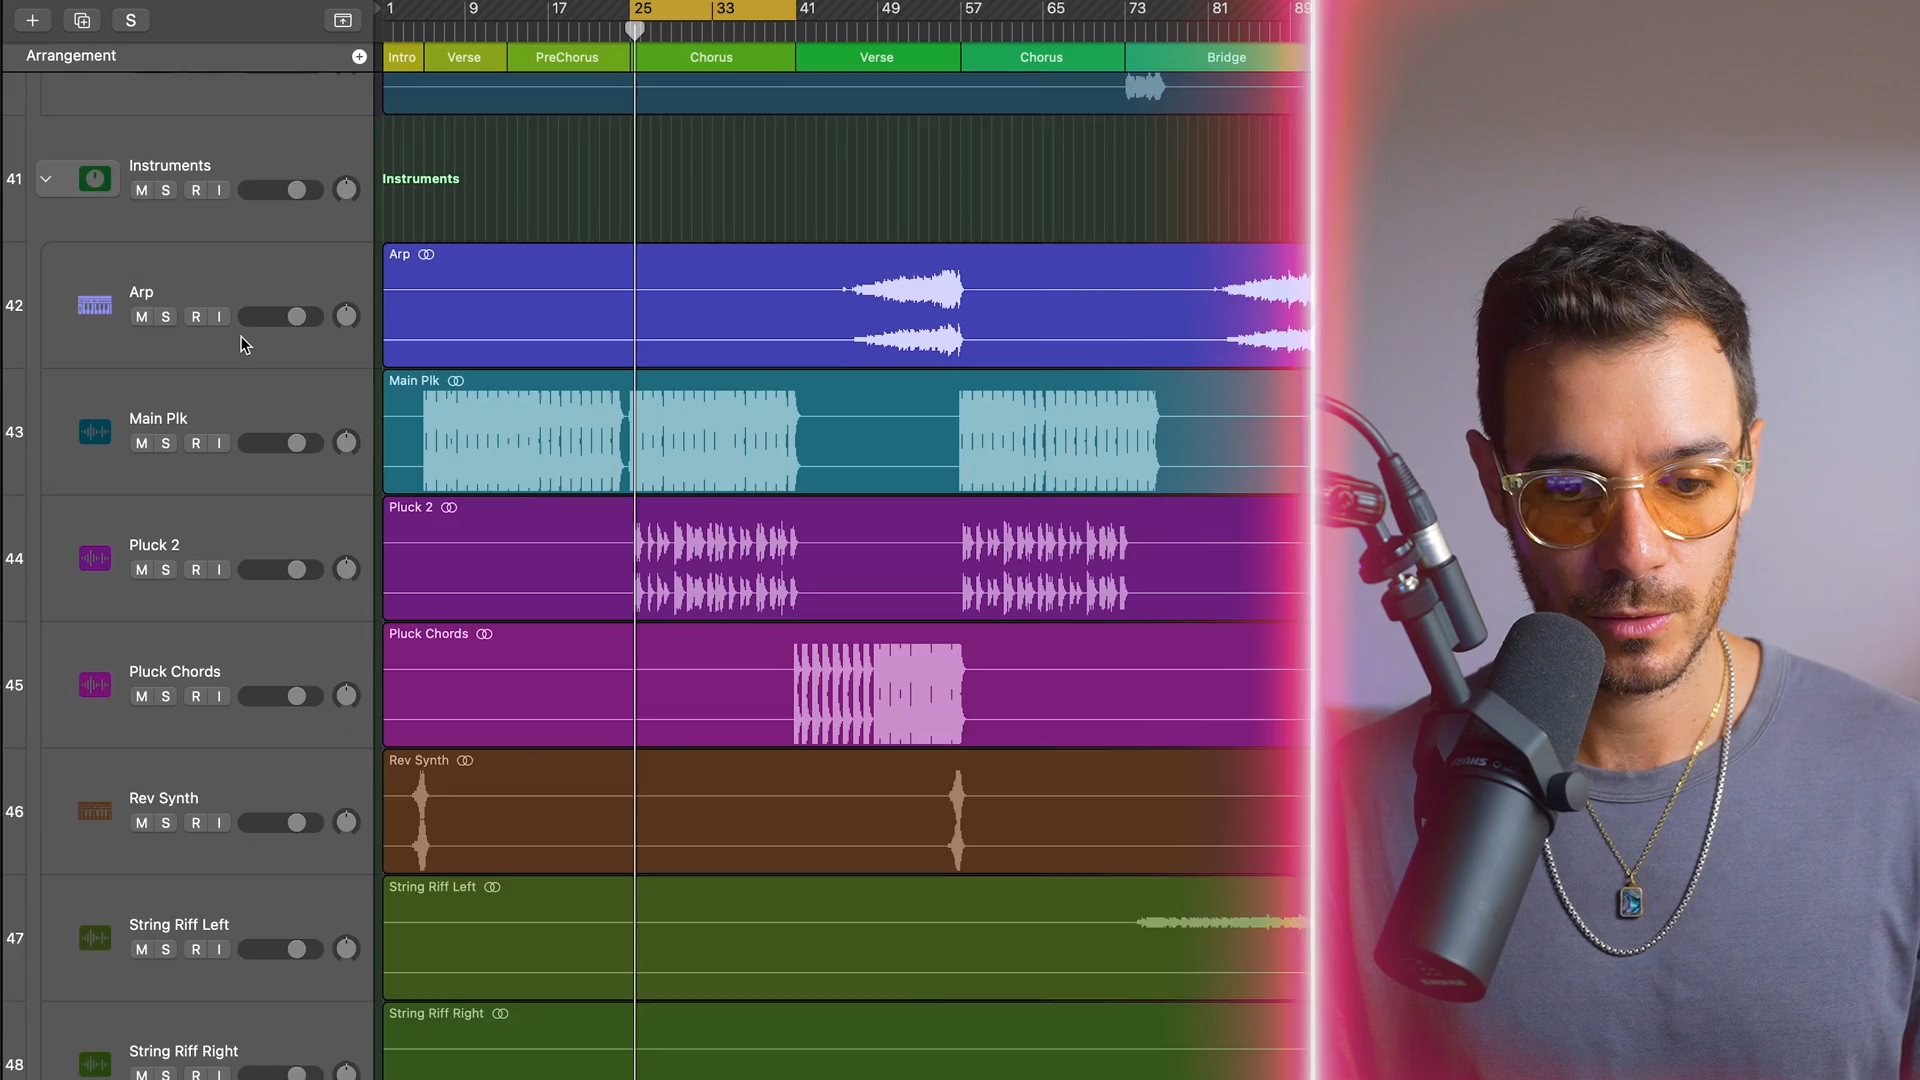 S
1 9 17 25 33 41 49 57 65 73 81 89
Arrangement
Intro Verse PreChorus Chorus Verse Chorus Bridge
41 Instruments
M S R I
Instruments
42 Arp
M S R I
Arp
43 Main Plk
M S R I
Main Plk
44 Pluck 2
M S R I
Pluck 2
45 Pluck Chords
M S R I
Pluck Chords
46 Rev Synth
M S R I
Rev Synth
47 String Riff Left
M S R I
String Riff Left
48 String Riff Right
M S R I
String Riff Right